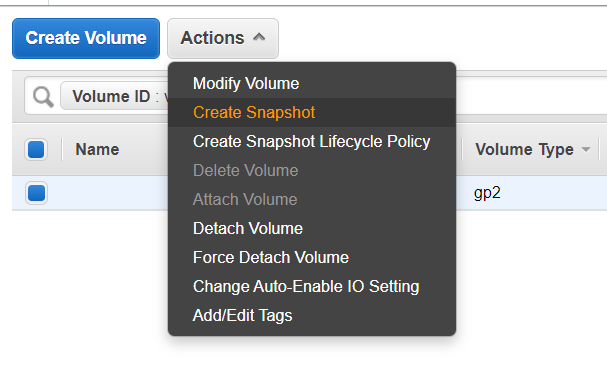 Create Volume Actions
Modify Volume
Volume ID :
Create Snapshot
Create Snapshot Lifecycle Policy
Name
Volume Type
Delete Volume
gp2
Attach Volume
Detach Volume
Force Detach Volume
Change Auto-Enable IO Setting
Add/Edit Tags